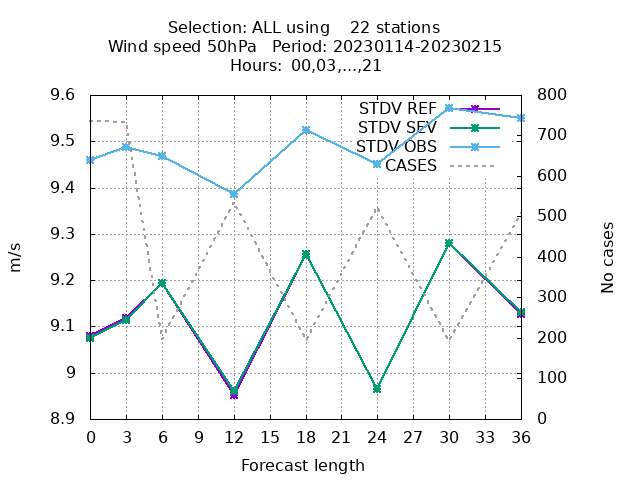 Selection: ALL using 22 stations
Wind speed 50hPa Period: 20230114-20230215
Hours: 00,03,...,21
9.6
9.5
9.4
9.3
9.2
9.1
9
8.9
800
700
600
500
400
300
200
100
0
STDV REF
STDV SEV
STDV OBS
CASES
m/s
No cases
0 3 6 9 12 15 18 21 24 27 30 33 36
Forecast length